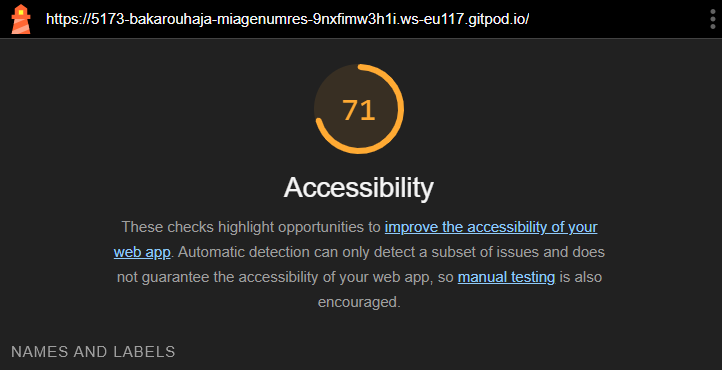 https://5173-bakarouhaja-miagenumres-9nxfimw3h1i.ws-eu117.gitpod.io/
71
Accessibility
These checks highlight opportunities to improve the accessibility of your
web app. Automatic detection can only detect a subset of issues and does
not guarantee the accessibility of your web app, so manual testing is also
encouraged.
NAMES AND LABELS